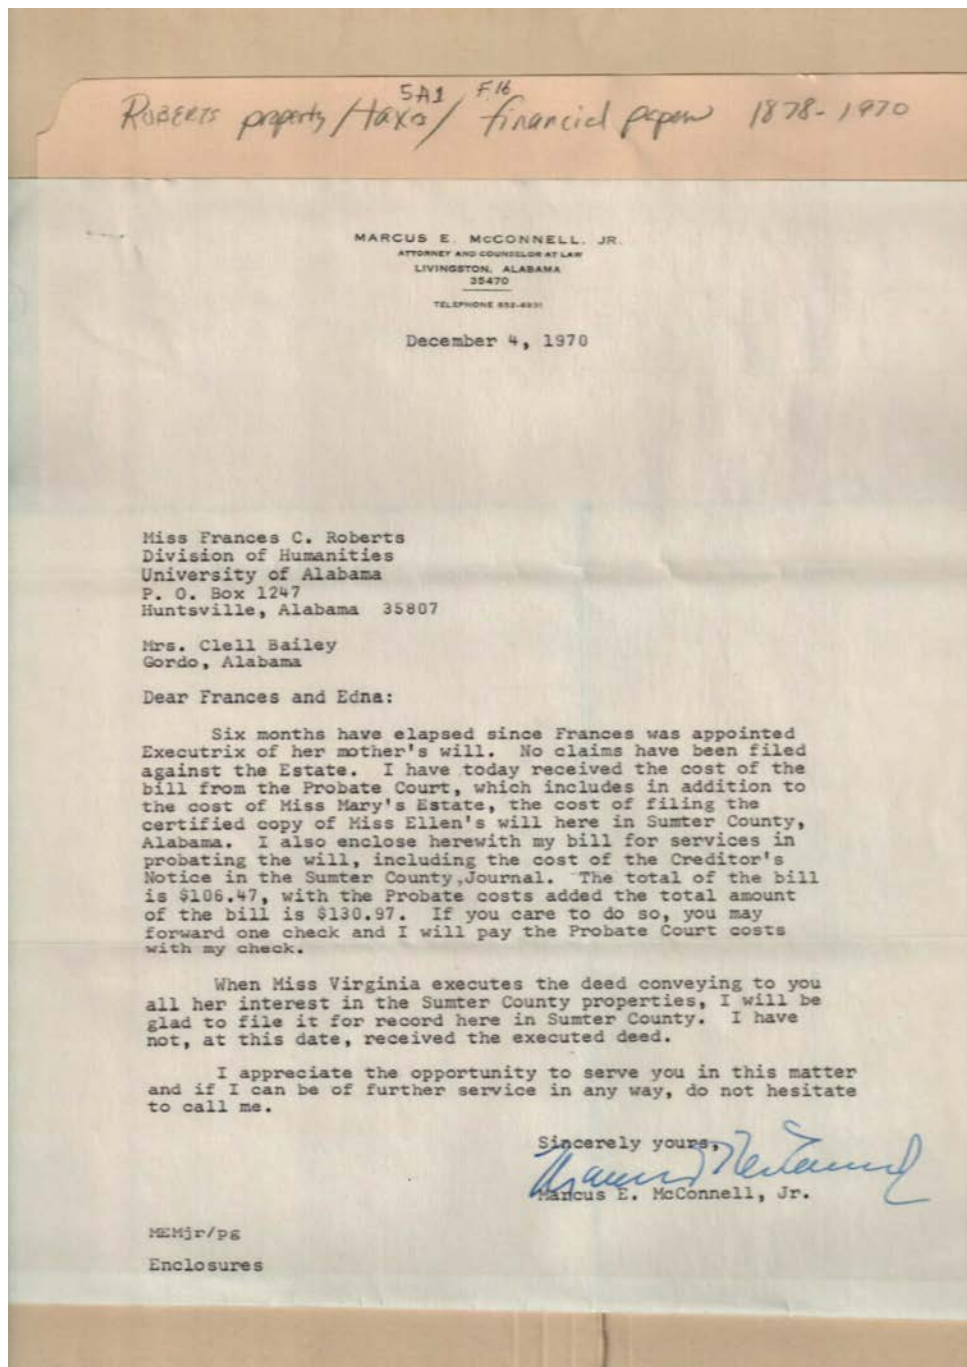 5A1 F.16
ROBERTS property/taxes/financial papers 1878-1970
MARCUS E. McCONNELL, JR.
ATTORNEY AND COUNSELOR AT LAW
LIVINGSTON, ALABAMA
35470
TELEPHONE 652-4931
December 4, 1970
Miss Frances C. Roberts
Division of Humanities
University of Alabama
P. O. Box 1247
Huntsville, Alabama 35807
Mrs. Clell Bailey
Gordo, Alabama
Dear Frances and Edna:
Six months have elapsed since Frances was appointed
Executrix of her mother's will. No claims have been filed
against the Estate. I have today received the cost of the
bill from the Probate Court, which includes in addition to
the cost of Miss Mary's Estate, the cost of filing the
certified copy of Miss Ellen's will here in Sumter County,
Alabama. I also enclose herewith my bill for services in
probating the will, including the cost of the Creditor's
Notice in the Sumter County Journal. The total of the bill
is $106.47, with the Probate costs added the total amount
of the bill is $130.97. If you care to do so, you may
forward one check and I will pay the Probate Court costs
with my check.
When Miss Virginia executes the deed conveying to you
all her interest in the Sumter County properties, I will be
glad to file it for record here in Sumter County. I have
not, at this date, received the executed deed.
I appreciate the opportunity to serve you in this matter
and if I can be of further service in any way, do not hesitate
to call me.
Sincerely yours,
Marcus E. McConnell, Jr.
MEMjr/pg
Enclosures